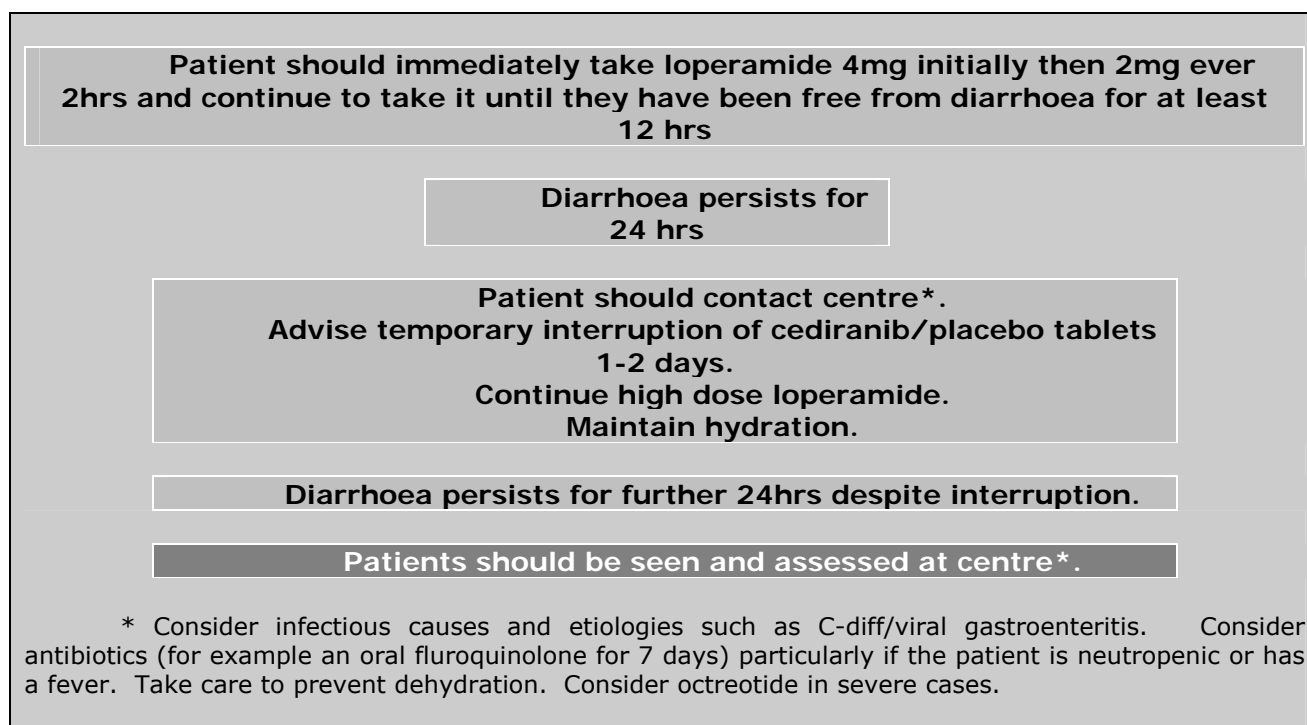 Patient should immediately take loperamide 4mg initially then 2mg ever
2hrs and continue to take it until they have been free from diarrhoea for at least
12 hrs
Diarrhoea persists for
24 hrs
Patient should contact centre*.
Advise temporary interruption of cediranib/placebo tablets
1-2 days.
Continue high dose loperamide.
Maintain hydration.
Diarrhoea persists for further 24hrs despite interruption.
Patients should be seen and assessed at centre*.
* Consider infectious causes and etiologies such as C-diff/viral gastroenteritis. Consider
antibiotics (for example an oral fluroquinolone for 7 days) particularly if the patient is neutropenic or has
a fever. Take care to prevent dehydration. Consider octreotide in severe cases.